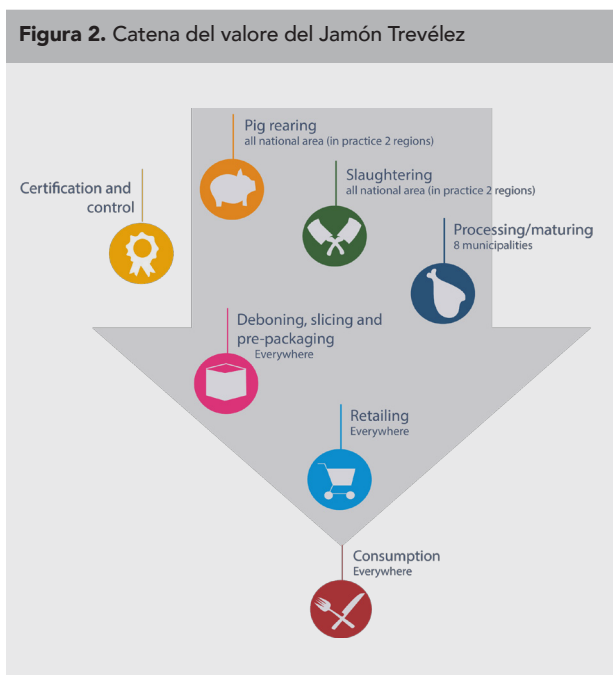 Figura 2. Catena del valore del Jamón Trevélez
Pig rearing
all national area (in practice 2 regions)
Certification and
control
Slaughtering
all national area (in practice 2 regions)
Processing/maturing
8 municipalities
Deboning, slicing and
pre-packaging
Everywhere
Retailing
Everywhere
Consumption
Everywhere